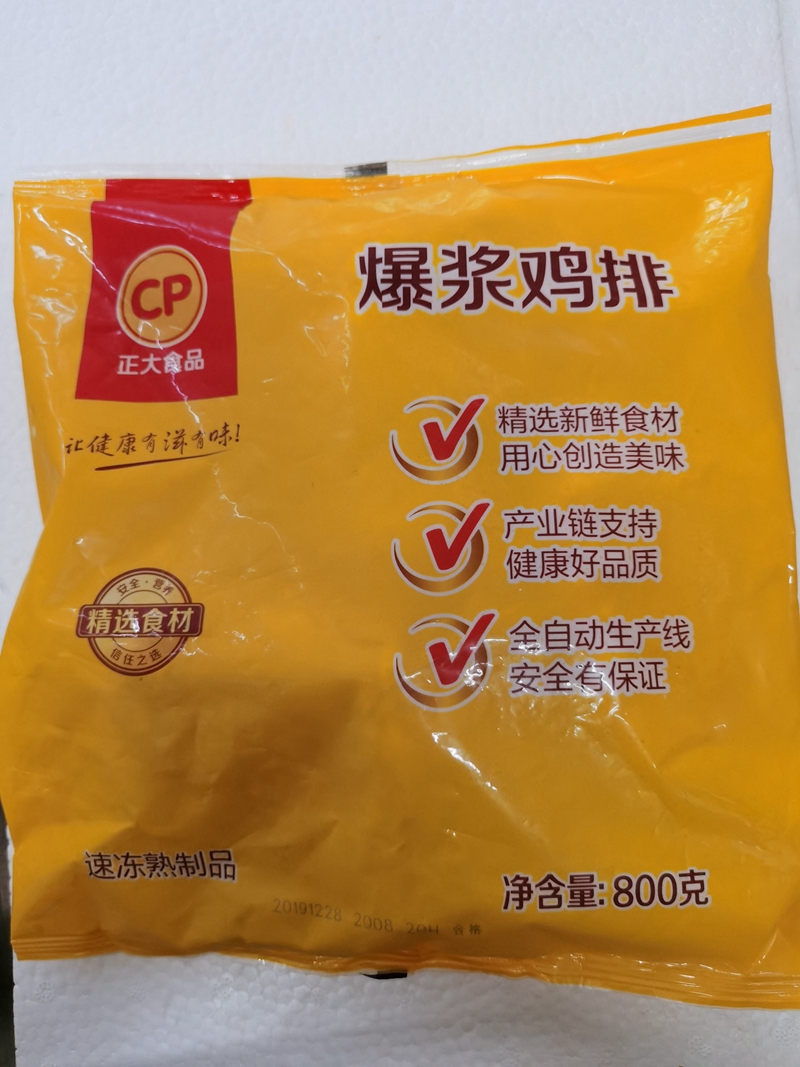 CP
正大食品
让健康有滋有味!
爆浆鸡排
精选新鲜食材
用心创造美味
产业链支持
健康好品质
全自动生产线
安全有保证
安全·营养
精选食材
信任之选
速冻熟制品
净含量:800克
20191228 2008 20H 合格